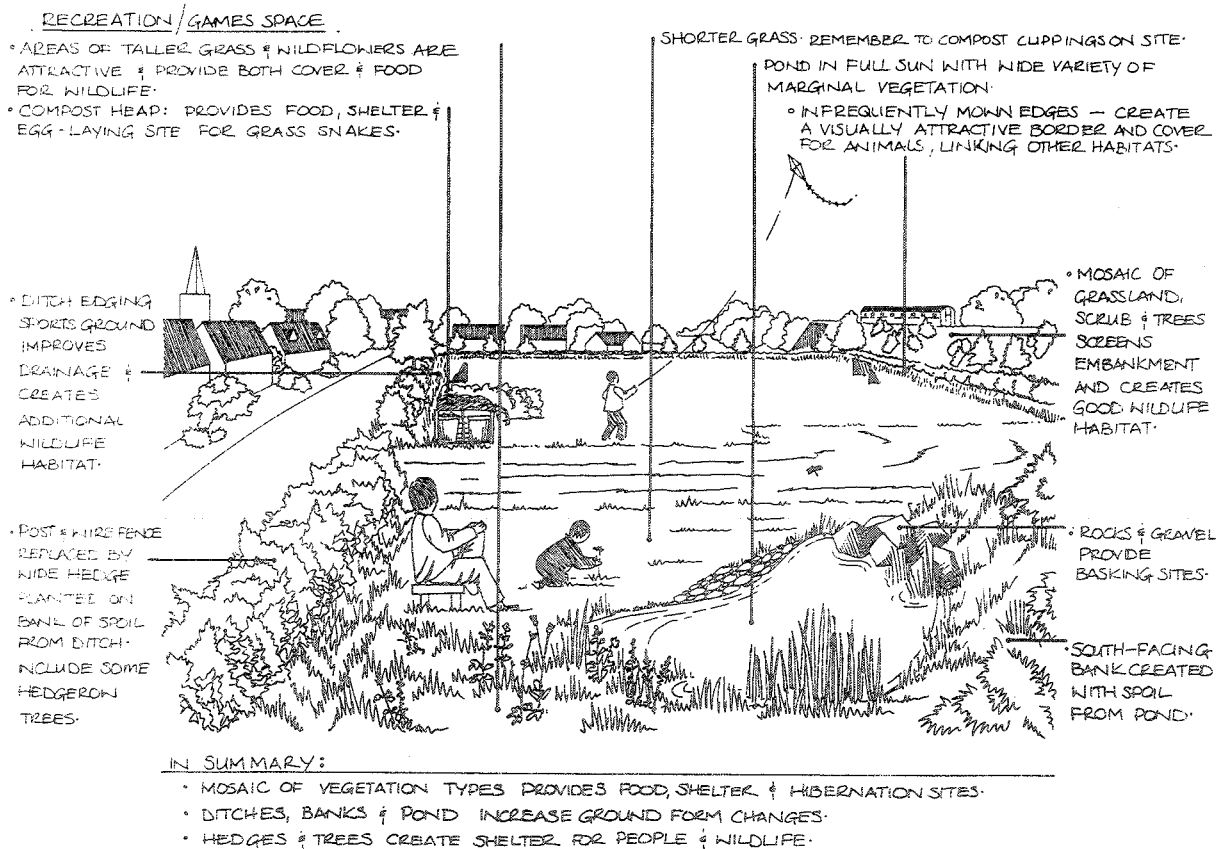 RECREATION/GAMES SPACE
• AREAS OF TALLER GRASS & WILDFLOWERS ARE
ATTRACTIVE & PROVIDE BOTH COVER & FOOD
FOR WILDLIFE.
• COMPOST HEAP: PROVIDES FOOD, SHELTER &
EGG-LAYING SITE FOR GRASS SNAKES.
SHORTER GRASS. REMEMBER TO COMPOST CLIPPINGS ON SITE.
POND IN FULL SUN WITH WIDE VARIETY OF
MARGINAL VEGETATION.
• INFREQUENTLY MOWN EDGES – CREATE
A VISUALLY ATTRACTIVE BORDER AND COVER
FOR ANIMALS, LINKING OTHER HABITATS.
• DITCH EDGING
SPORTS GROUND
IMPROVES
DRAINAGE &
CREATES
ADDITIONAL
WILDLIFE
HABITAT.
• POST & WIRE FENCE
REPLACED BY
WIDE HEDGE
PLANTED ON
BANK OF SPOIL
FROM DITCH.
INCLUDE SOME
HEDGEROW
TREES.
• MOSAIC OF
GRASSLAND,
SCRUB & TREES
SCREENS
EMBANKMENT
AND CREATES
GOOD WILDLIFE
HABITAT.
• ROCKS & GRAVEL
PROVIDE
BASKING SITES.
• SOUTH-FACING
BANK CREATED
WITH SPOIL
FROM POND.
IN SUMMARY:
• MOSAIC OF VEGETATION TYPES PROVIDES FOOD, SHELTER & HIBERNATION SITES.
• DITCHES, BANKS & POND INCREASE GROUND FORM CHANGES.
• HEDGES & TREES CREATE SHELTER FOR PEOPLE & WILDLIFE.